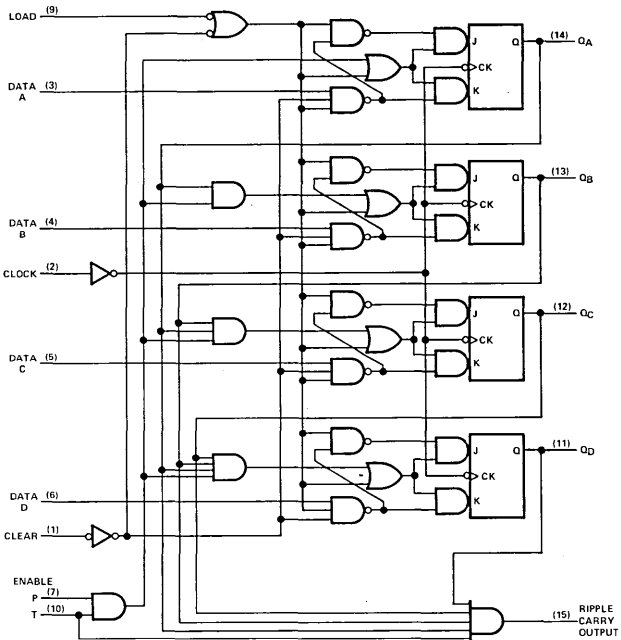 LOAD (9)
(14) QA
J Q
CK
K
DATA (3)
A
(13) QB
J Q
CK
K
DATA (4)
B
CLOCK (2)
(12) QC
J Q
CK
K
DATA (5)
C
(11) QD
J Q
CK
K
DATA (6)
D
CLEAR (1)
ENABLE
P (7)
T (10)
(15) RIPPLE
CARRY
OUTPUT